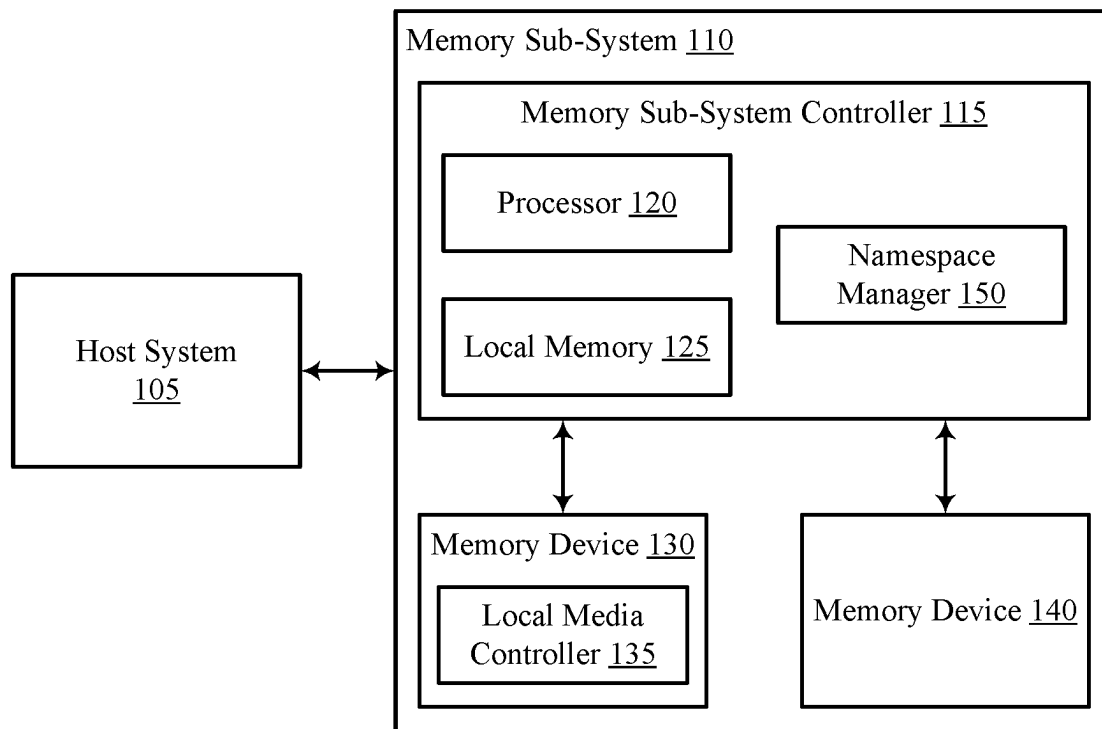 Memory Sub-System 110
Memory Sub-System Controller 115
Processor 120
Namespace
Manager 150
Local Memory 125
Host System
105
Memory Device 130
Local Media
Controller 135
Memory Device 140